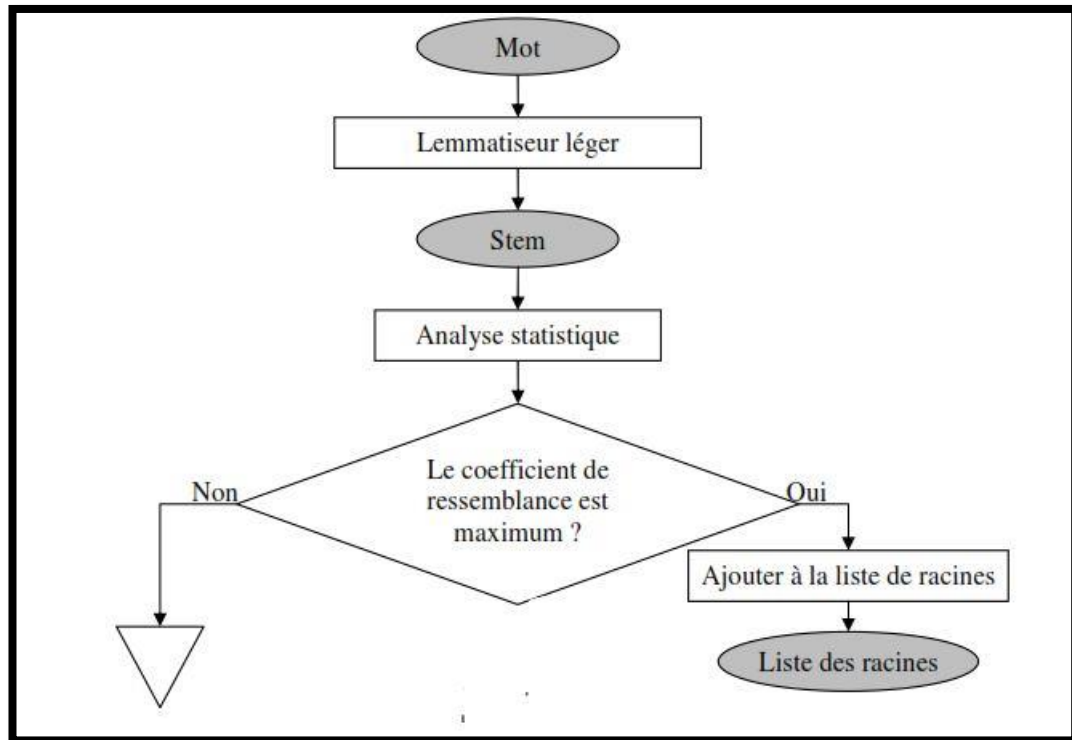 Mot
Lemmatiseur léger
Stem
Analyse statistique
Le coefficient de
ressemblance est
maximum ?
Non
Oui
Ajouter à la liste de racines
Liste des racines